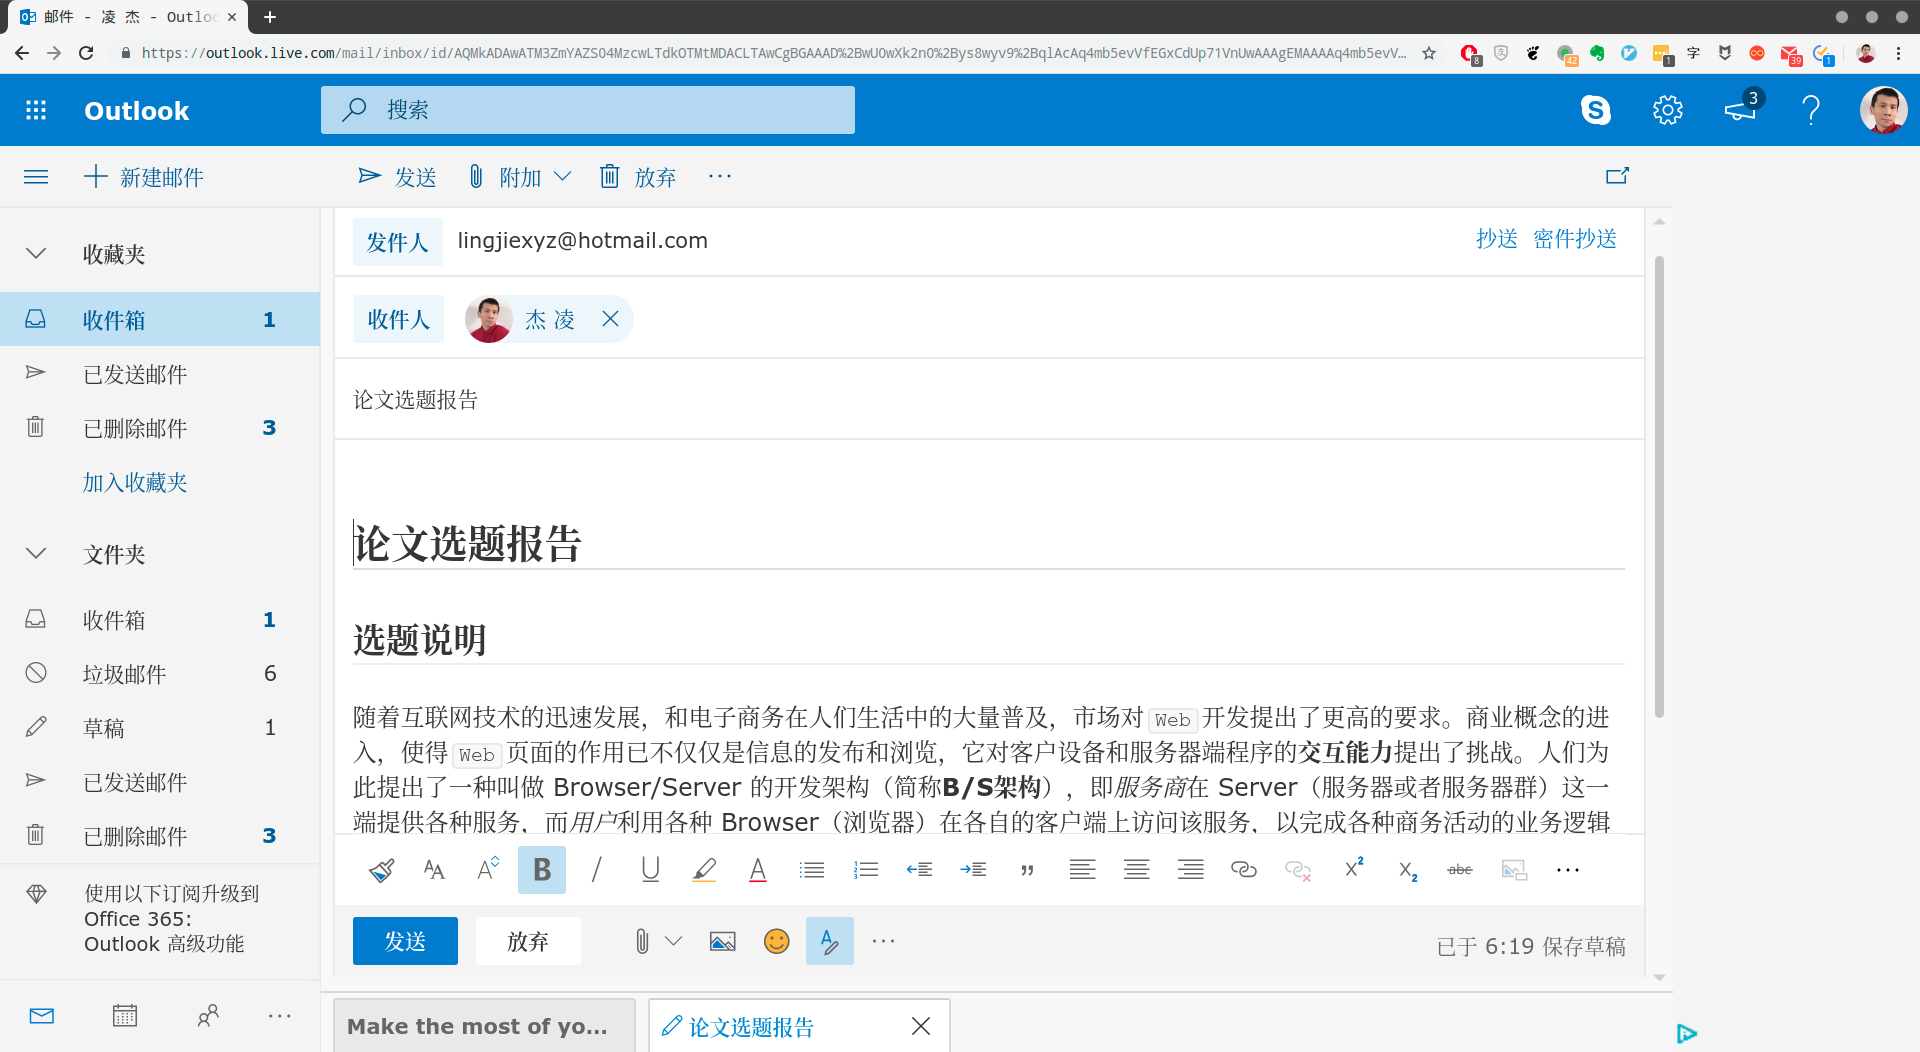 邮件 - 凌 杰 - Outlo
https://outlook.live.com/mail/inbox/id/AQMkADAwATM3ZmYAZS04MzcwLTdkOTMtMDACLTAwCgBGAAAD%2BwU0wXk2n0%2Bys8wyv9%2BqlAcAq4mb5evVfEGxCdUp71VnUwAAAgEMAAAAq4mb5evV...
8
42
1
字
39
1
Outlook
搜索
3
新建邮件
发送
附加
放弃
收藏夹
收件箱 1
已发送邮件
已删除邮件 3
加入收藏夹
文件夹
收件箱 1
垃圾邮件 6
草稿 1
已发送邮件
已删除邮件 3
使用以下订阅升级到
Office 365:
Outlook 高级功能
发件人 lingjiexyz@hotmail.com 抄送 密件抄送
收件人 杰 凌
论文选题报告
论文选题报告
选题说明
随着互联网技术的迅速发展，和电子商务在人们生活中的大量普及，市场对 Web 开发提出了更高的要求。商业概念的进
入，使得 Web 页面的作用已不仅仅是信息的发布和浏览，它对客户设备和服务器端程序的交互能力提出了挑战。人们为
此提出了一种叫做 Browser/Server 的开发架构（简称B/S架构），即服务商在 Server（服务器或者服务器群）这一
端提供各种服务，而用户利用各种 Browser（浏览器）在各自的客户端上访问该服务，以完成各种商务活动的业务逻辑
B
abc
发送 放弃
已于 6:19 保存草稿
Make the most of yo...
论文选题报告